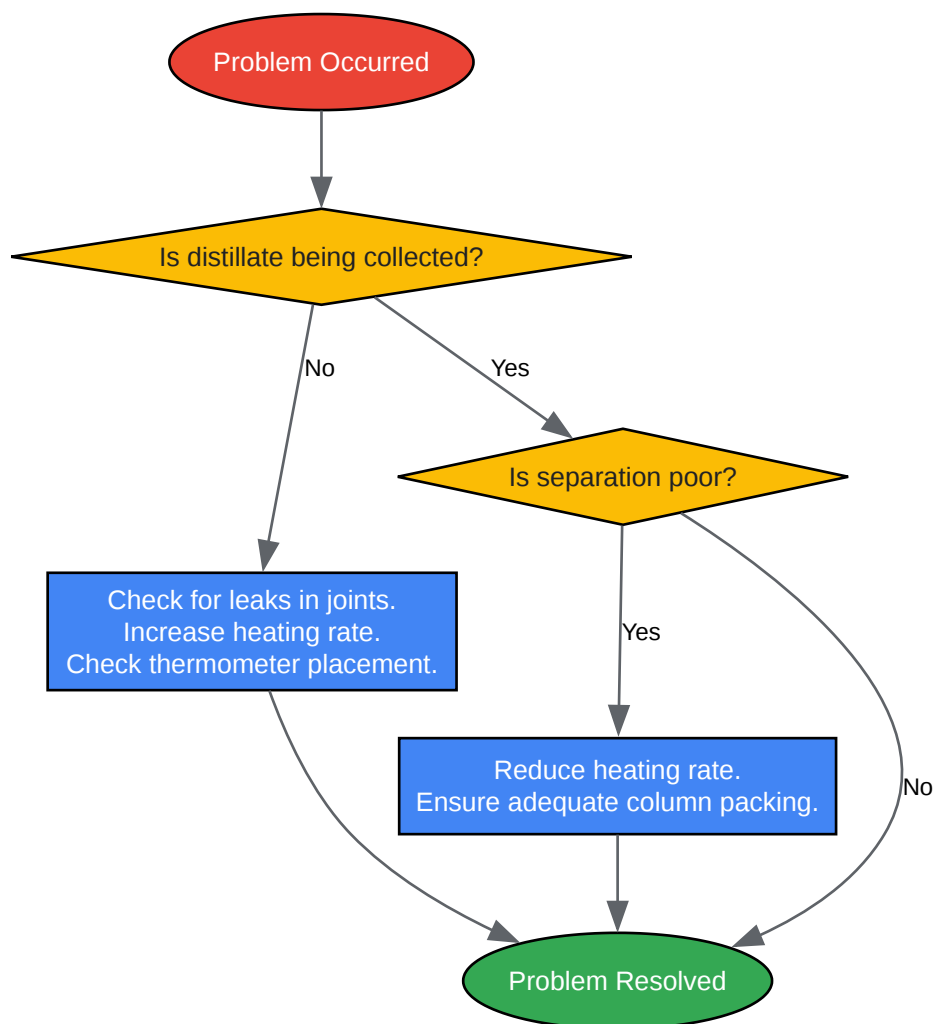 Problem Occurred
Is distillate being collected?
No
Yes
Is separation poor?
Check for leaks in joints.
Increase heating rate.
Check thermometer placement.
Yes
Reduce heating rate.
Ensure adequate column packing.
No
Problem Resolved